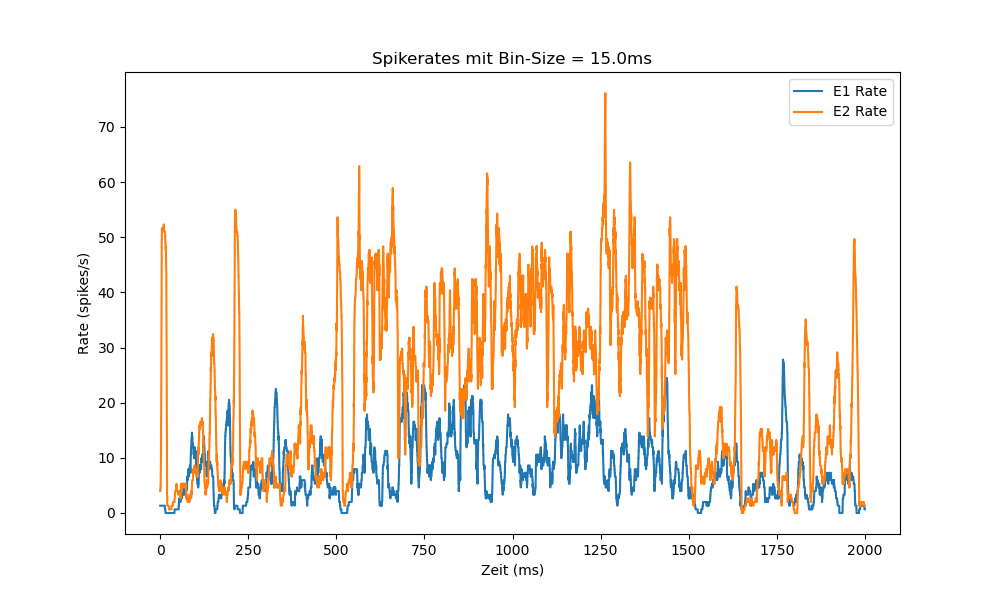 Spikerates mit Bin-Size = 15.0ms
E1 Rate
E2 Rate
Rate (spikes/s)
70
60
50
40
30
20
10
0
0 250 500 750 1000 1250 1500 1750 2000
Zeit (ms)